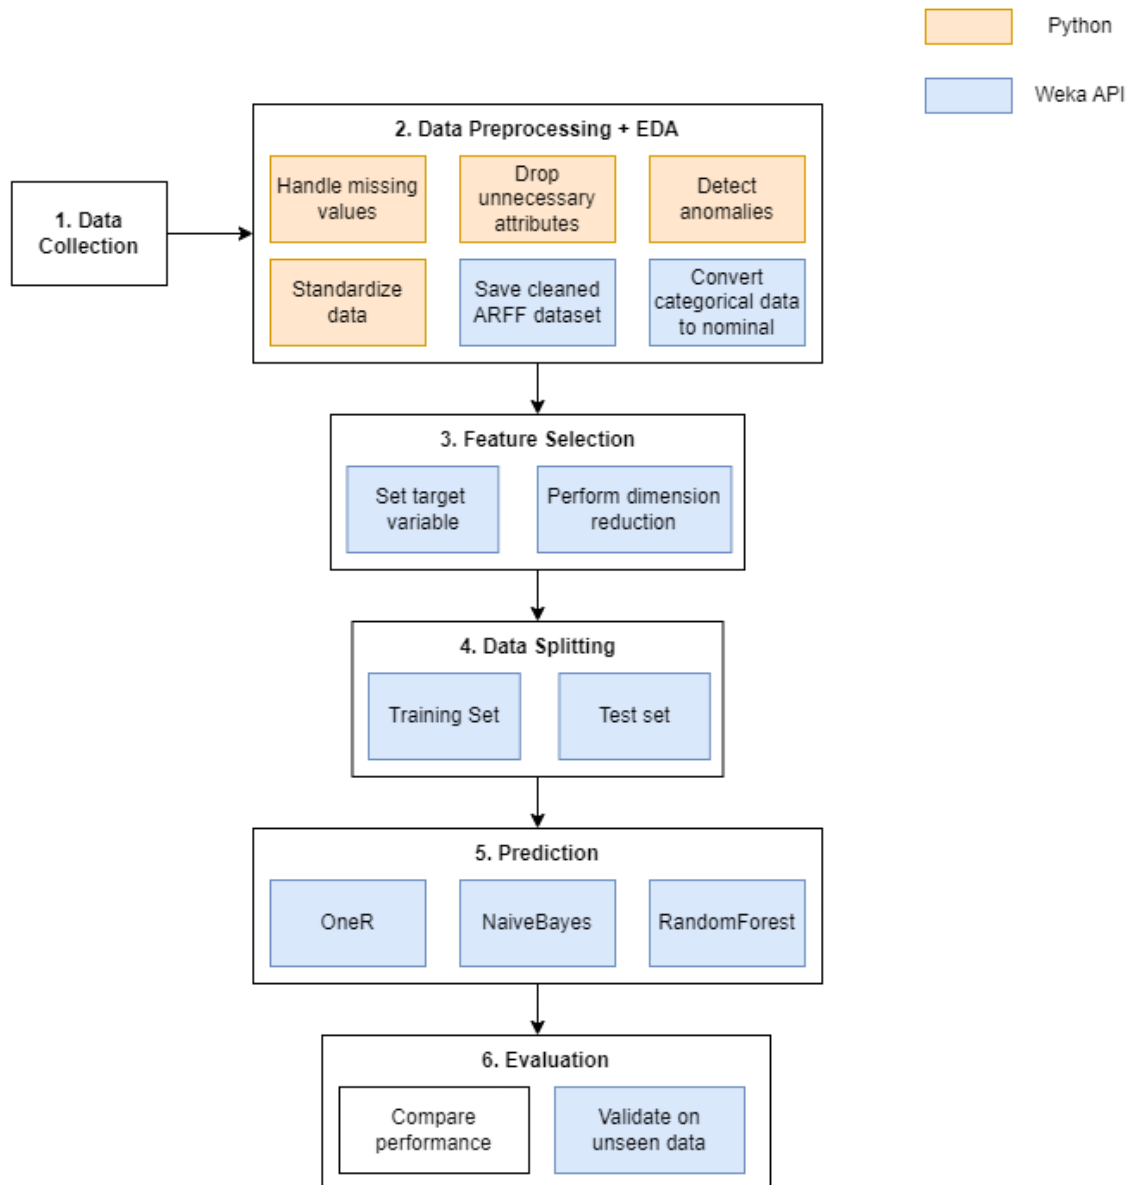 Python
Weka API
1. Data
Collection
2. Data Preprocessing + EDA
Handle missing
values
Drop
unnecessary
attributes
Detect
anomalies
Standardize
data
Save cleaned
ARFF dataset
Convert
categorical data
to nominal
3. Feature Selection
Set target
variable
Perform dimension
reduction
4. Data Splitting
Training Set
Test set
5. Prediction
OneR
NaiveBayes
RandomForest
6. Evaluation
Compare
performance
Validate on
unseen data